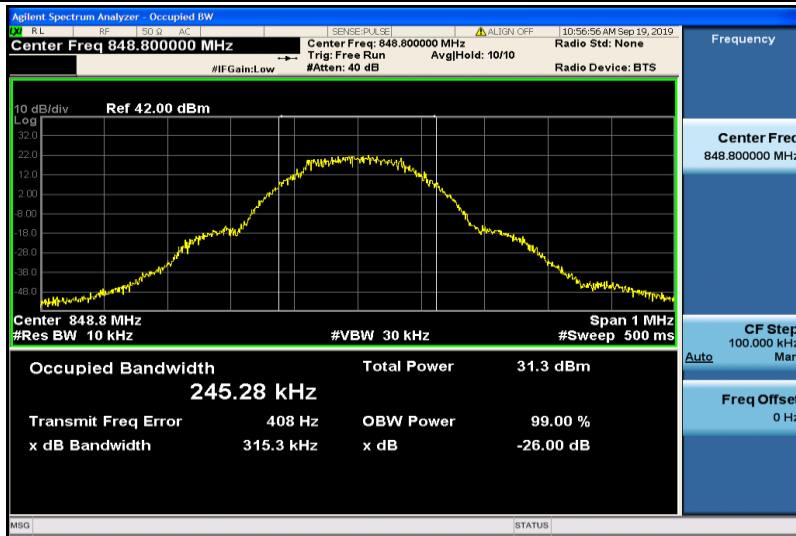 Agilent Spectrum Analyzer - Occupied BW
LXI RL RF 50 Ω AC SENSE:PULSE ALIGN OFF 10:56:56 AM Sep 19, 2019
Center Freq 848.800000 MHz Center Freq: 848.800000 MHz Radio Std: None
Trig: Free Run Avg|Hold: 10/10
#IFGain:Low #Atten: 40 dB Radio Device: BTS
10 dB/div Ref 42.00 dBm
Log
32.0
22.0
12.0
2.00
-8.00
-18.0
-28.0
-38.0
-48.0
Center 848.8 MHz Span 1 MHz
#Res BW 10 kHz #VBW 30 kHz #Sweep 500 ms
Occupied Bandwidth Total Power 31.3 dBm
245.28 kHz
Transmit Freq Error 408 Hz OBW Power 99.00 %
x dB Bandwidth 315.3 kHz x dB -26.00 dB
MSG STATUS
Frequency
Center Freq
848.800000 MHz
CF Step
100.000 kHz
Auto Man
Freq Offset
0 Hz